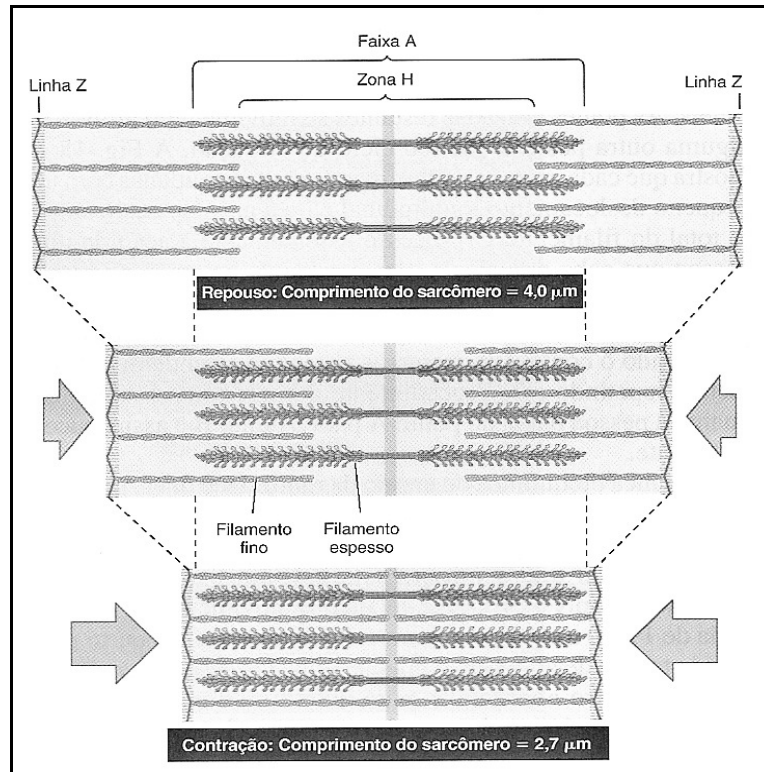 Faixa A
Linha Z
Zona H
Linha Z
Repouso: Comprimento do sarcômero = 4,0 μm
Filamento fino
Filamento espesso
Contração: Comprimento do sarcômero = 2,7 μm